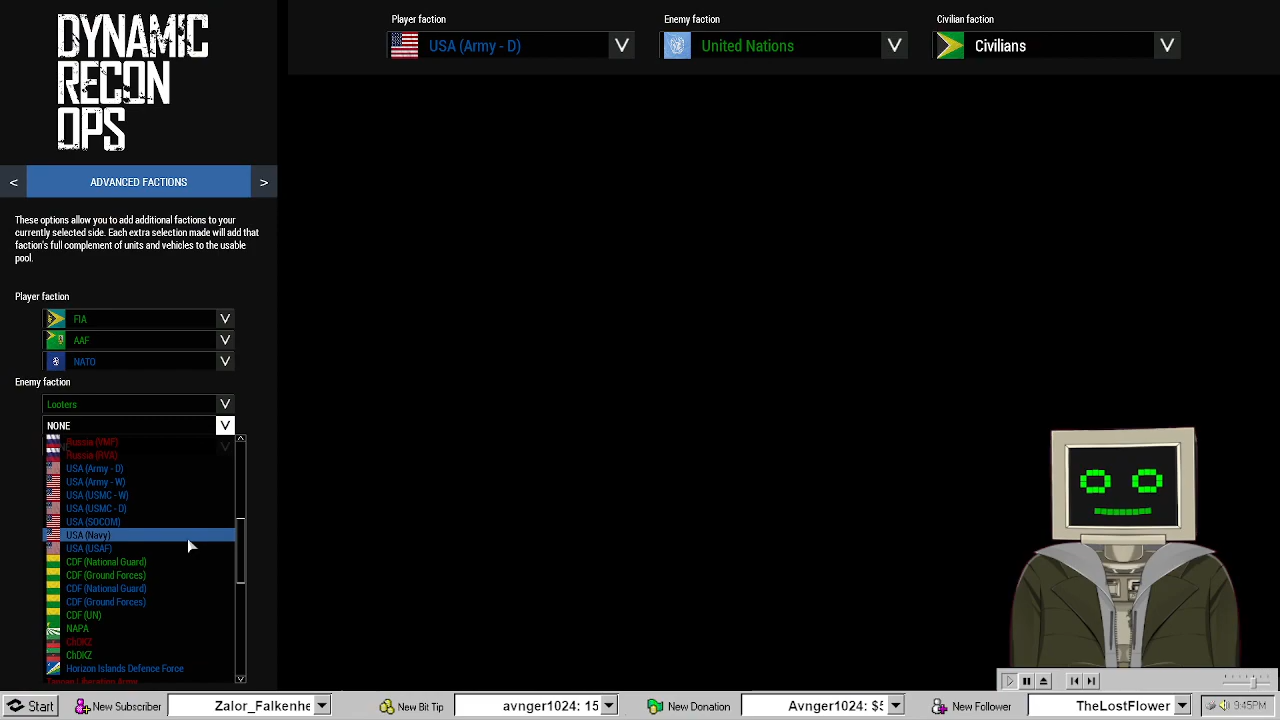 DYNAMIC
RECON
OPS
Player faction
Enemy faction
Civilian faction
USA (Army - D)
United Nations
Civilians
< ADVANCED FACTIONS >
These options allow you to add additional factions to your
currently selected side. Each extra selection made will add that
faction's full complement of units and vehicles to the usable
pool.
Player faction
FIA
AAF
NATO
Enemy faction
Looters
NONE
Russia (VMF)
Russia (RVA)
USA (Army - D)
USA (Army - W)
USA (USMC - W)
USA (USMC - D)
USA (SOCOM)
USA (Navy)
USA (USAF)
CDF (National Guard)
CDF (Ground Forces)
CDF (National Guard)
CDF (Ground Forces)
CDF (UN)
NAPA
ChDKZ
ChDKZ
Horizon Islands Defence Force
Start
New Subscriber
Zalor_Falkenhe
New Bit Tip
avnger1024: 15
New Donation
Avnger1024: $5
New Follower
TheLostFlower
9:45PM